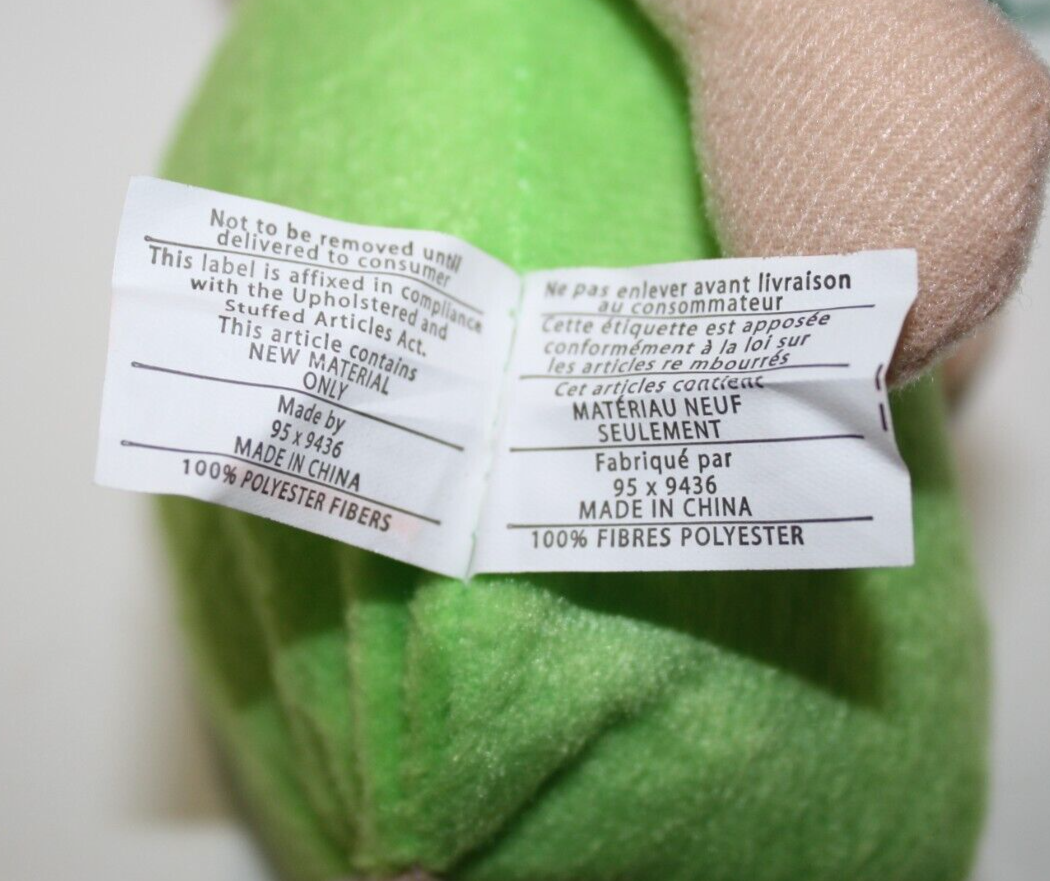 Not to be removed until
delivered to consumer
This label is affixed in compliance
with the Upholstered and
Stuffed Articles Act.
This article contains
NEW MATERIAL
ONLY
Made by
95 x 9436
MADE IN CHINA
100% POLYESTER FIBERS
Ne pas enlever avant livraison
au consommateur
Cette étiquette est apposée
conformément à la loi sur
les articles re mbourrés
Cet articles contient
MATÉRIAU NEUF
SEULEMENT
Fabriqué par
95 x 9436
MADE IN CHINA
100% FIBRES POLYESTER